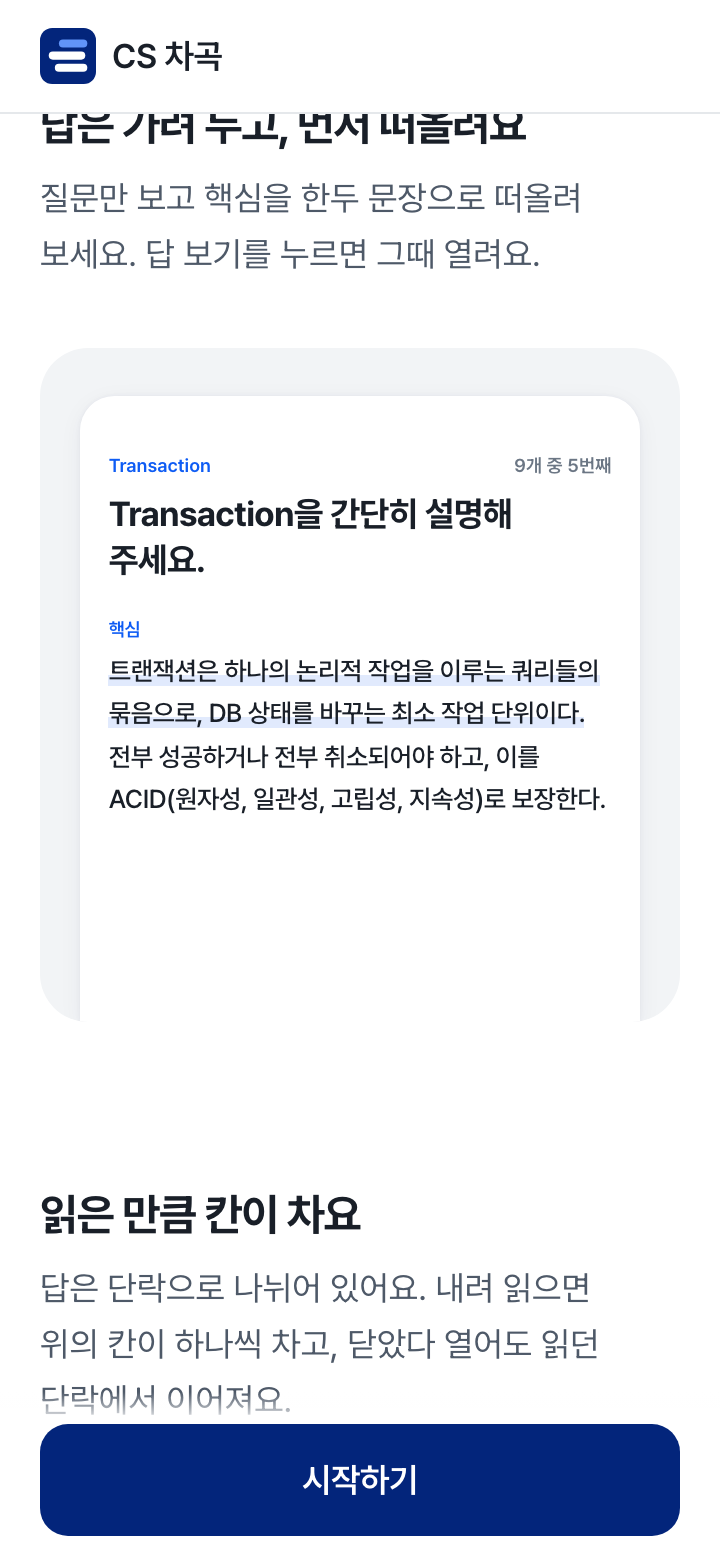 CS 차곡
답은 가려 두고, 먼저 떠올려요
질문만 보고 핵심을 한두 문장으로 떠올려
보세요. 답 보기를 누르면 그때 열려요.
Transaction
9개 중 5번째
Transaction을 간단히 설명해
주세요.
핵심
트랜잭션은 하나의 논리적 작업을 이루는 쿼리들의
묶음으로, DB 상태를 바꾸는 최소 작업 단위이다.
전부 성공하거나 전부 취소되어야 하고, 이를
ACID(원자성, 일관성, 고립성, 지속성)로 보장한다.
읽은 만큼 칸이 차요
답은 단락으로 나뉘어 있어요. 내려 읽으면
위의 칸이 하나씩 차고, 닫았다 열어도 읽던
단락에서 이어져요.
시작하기